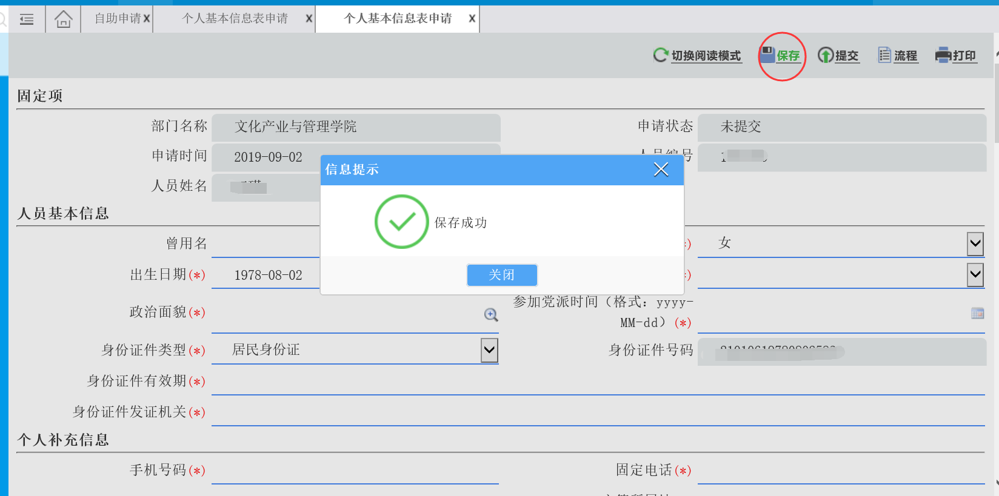 自助申请 x 个人基本信息表申请 x 个人基本信息表申请 x
切换阅读模式 保存 提交 流程 打印
固定项
部门名称 文化产业与管理学院 申请状态 未提交
申请时间 2019-09-02 人员编号
人员姓名
信息提示
保存成功
关闭
人员基本信息
曾用名 女
出生日期(*) 1978-08-02
政治面貌(*) 参加党派时间（格式：yyyy-
MM-dd）(*)
身份证件类型(*) 居民身份证 身份证件号码
身份证件有效期(*)
身份证件发证机关(*)
个人补充信息
手机号码(*) 固定电话(*)